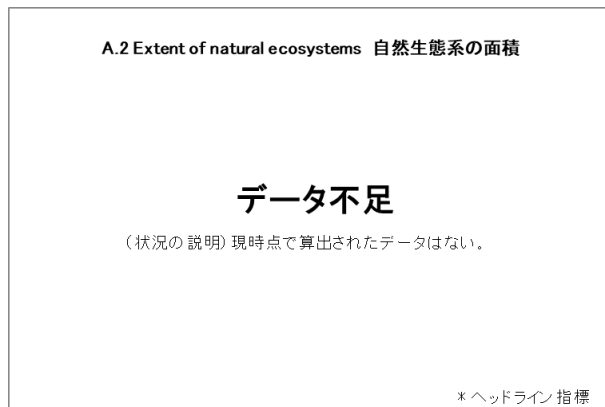 A.2 Extent of natural ecosystems 自然生態系の面積
データ不足
（状況の説明）現時点で算出されたデータはない。
＊ヘッドライン指標